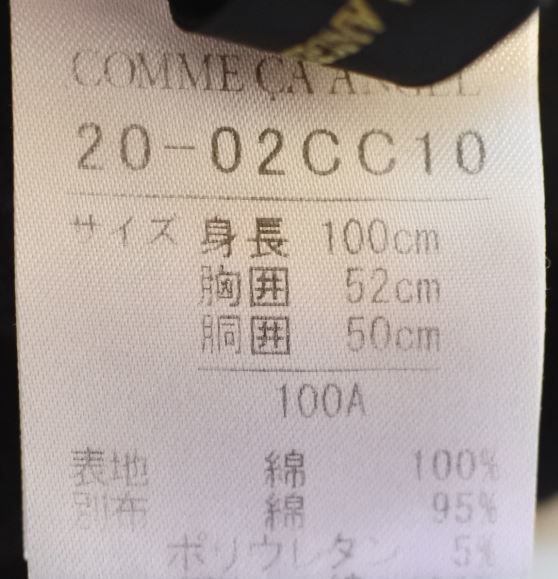 COMME ÇA ANGEL
20-02CC10
サイズ 身長 100cm
胸囲 52cm
胴囲 50cm
100A
表地 綿 100%
別布 綿 95%
ポリウレタン 5%